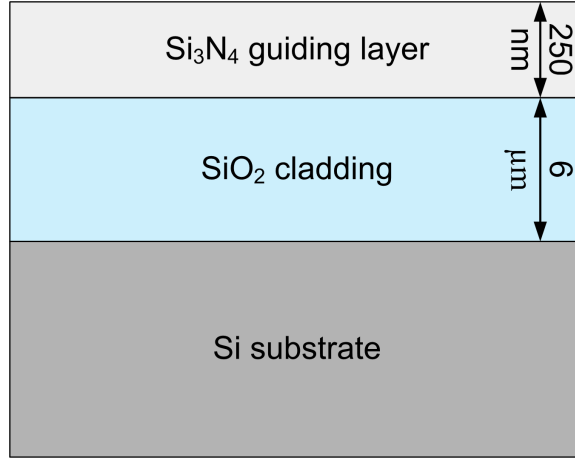 Si₃N₄ guiding layer
250
nm
SiO₂ cladding
6
μm
Si substrate